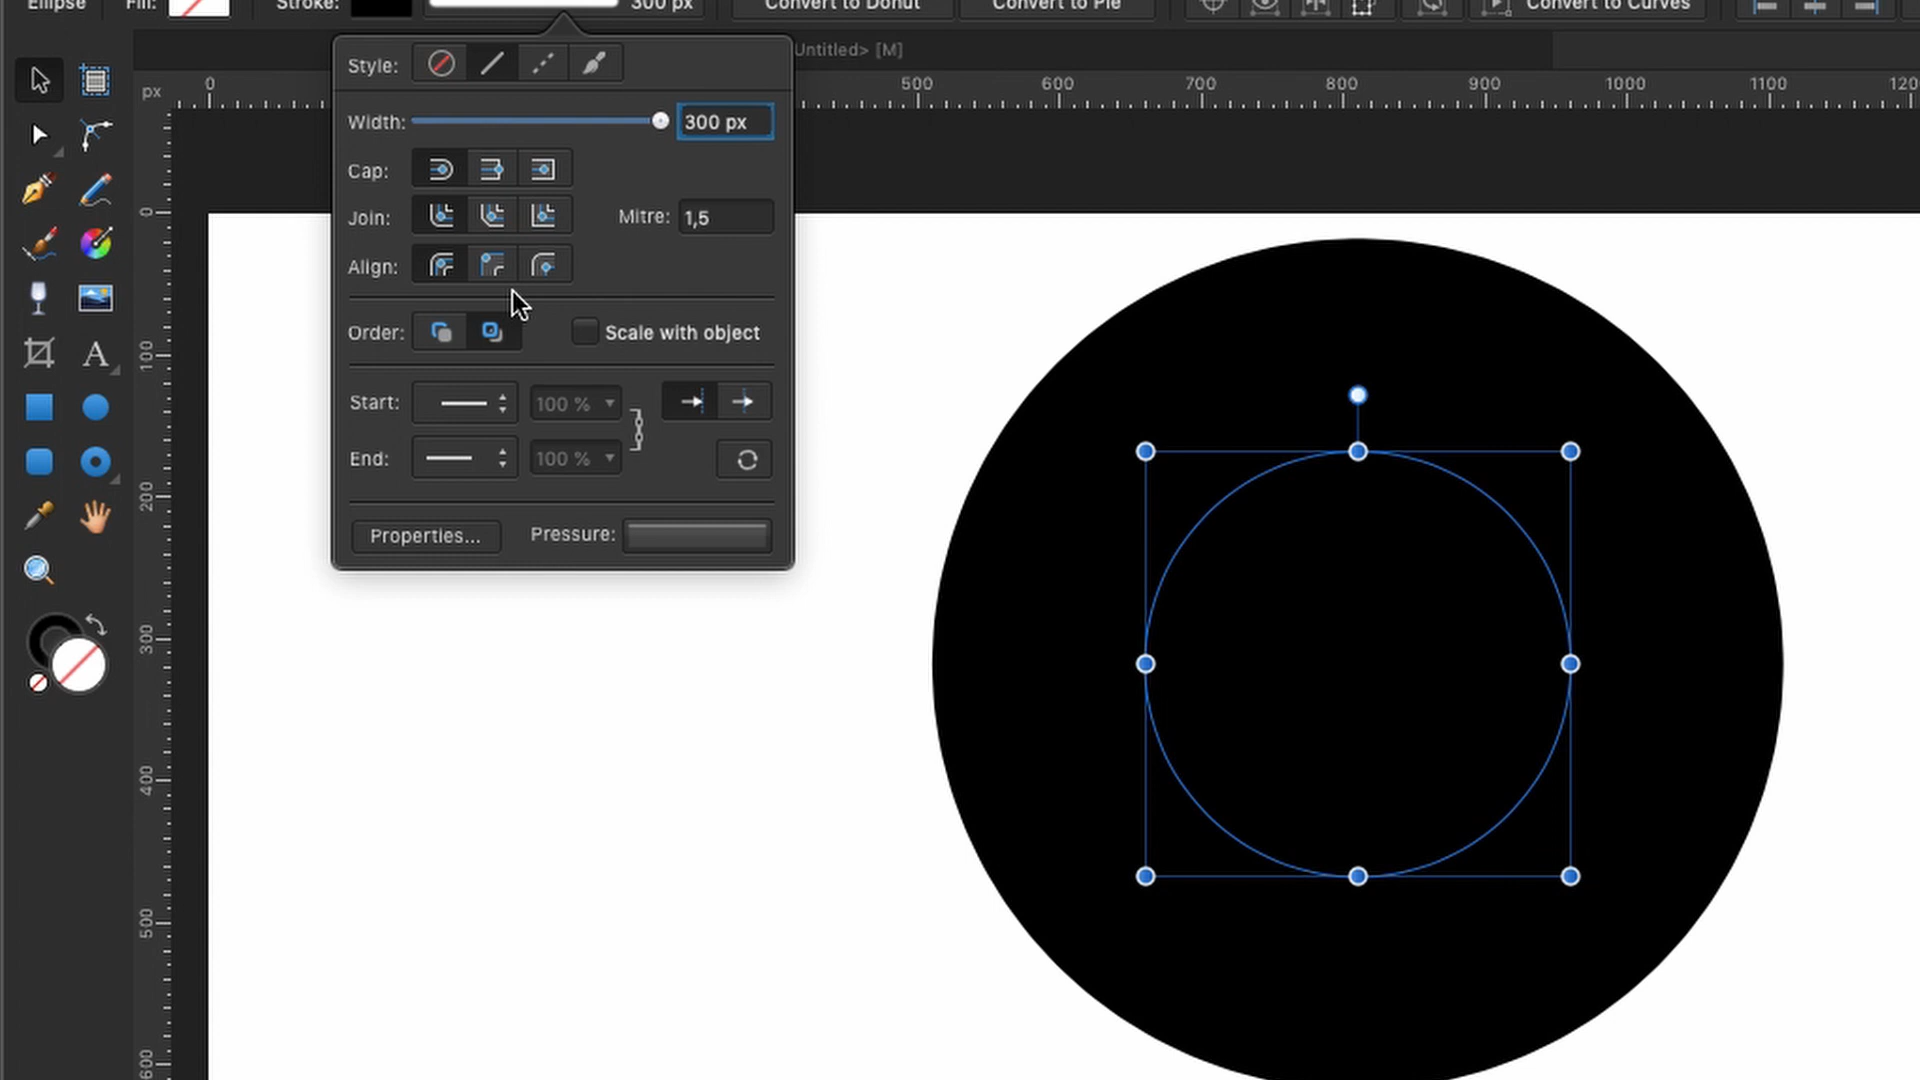 Ellipse Fill: Stroke: 300 px Convert to Donut Convert to Pie Convert to Curves
Untitled> [M]
Style:
px 0 500 600 700 800 900 1000 1100 120
Width: 300 px
Cap:
Join: Mitre: 1,5
Align:
0
Order: Scale with object
100
Start: 100 %
End: 100 %
200
Properties... Pressure:
A
300
400
500
600